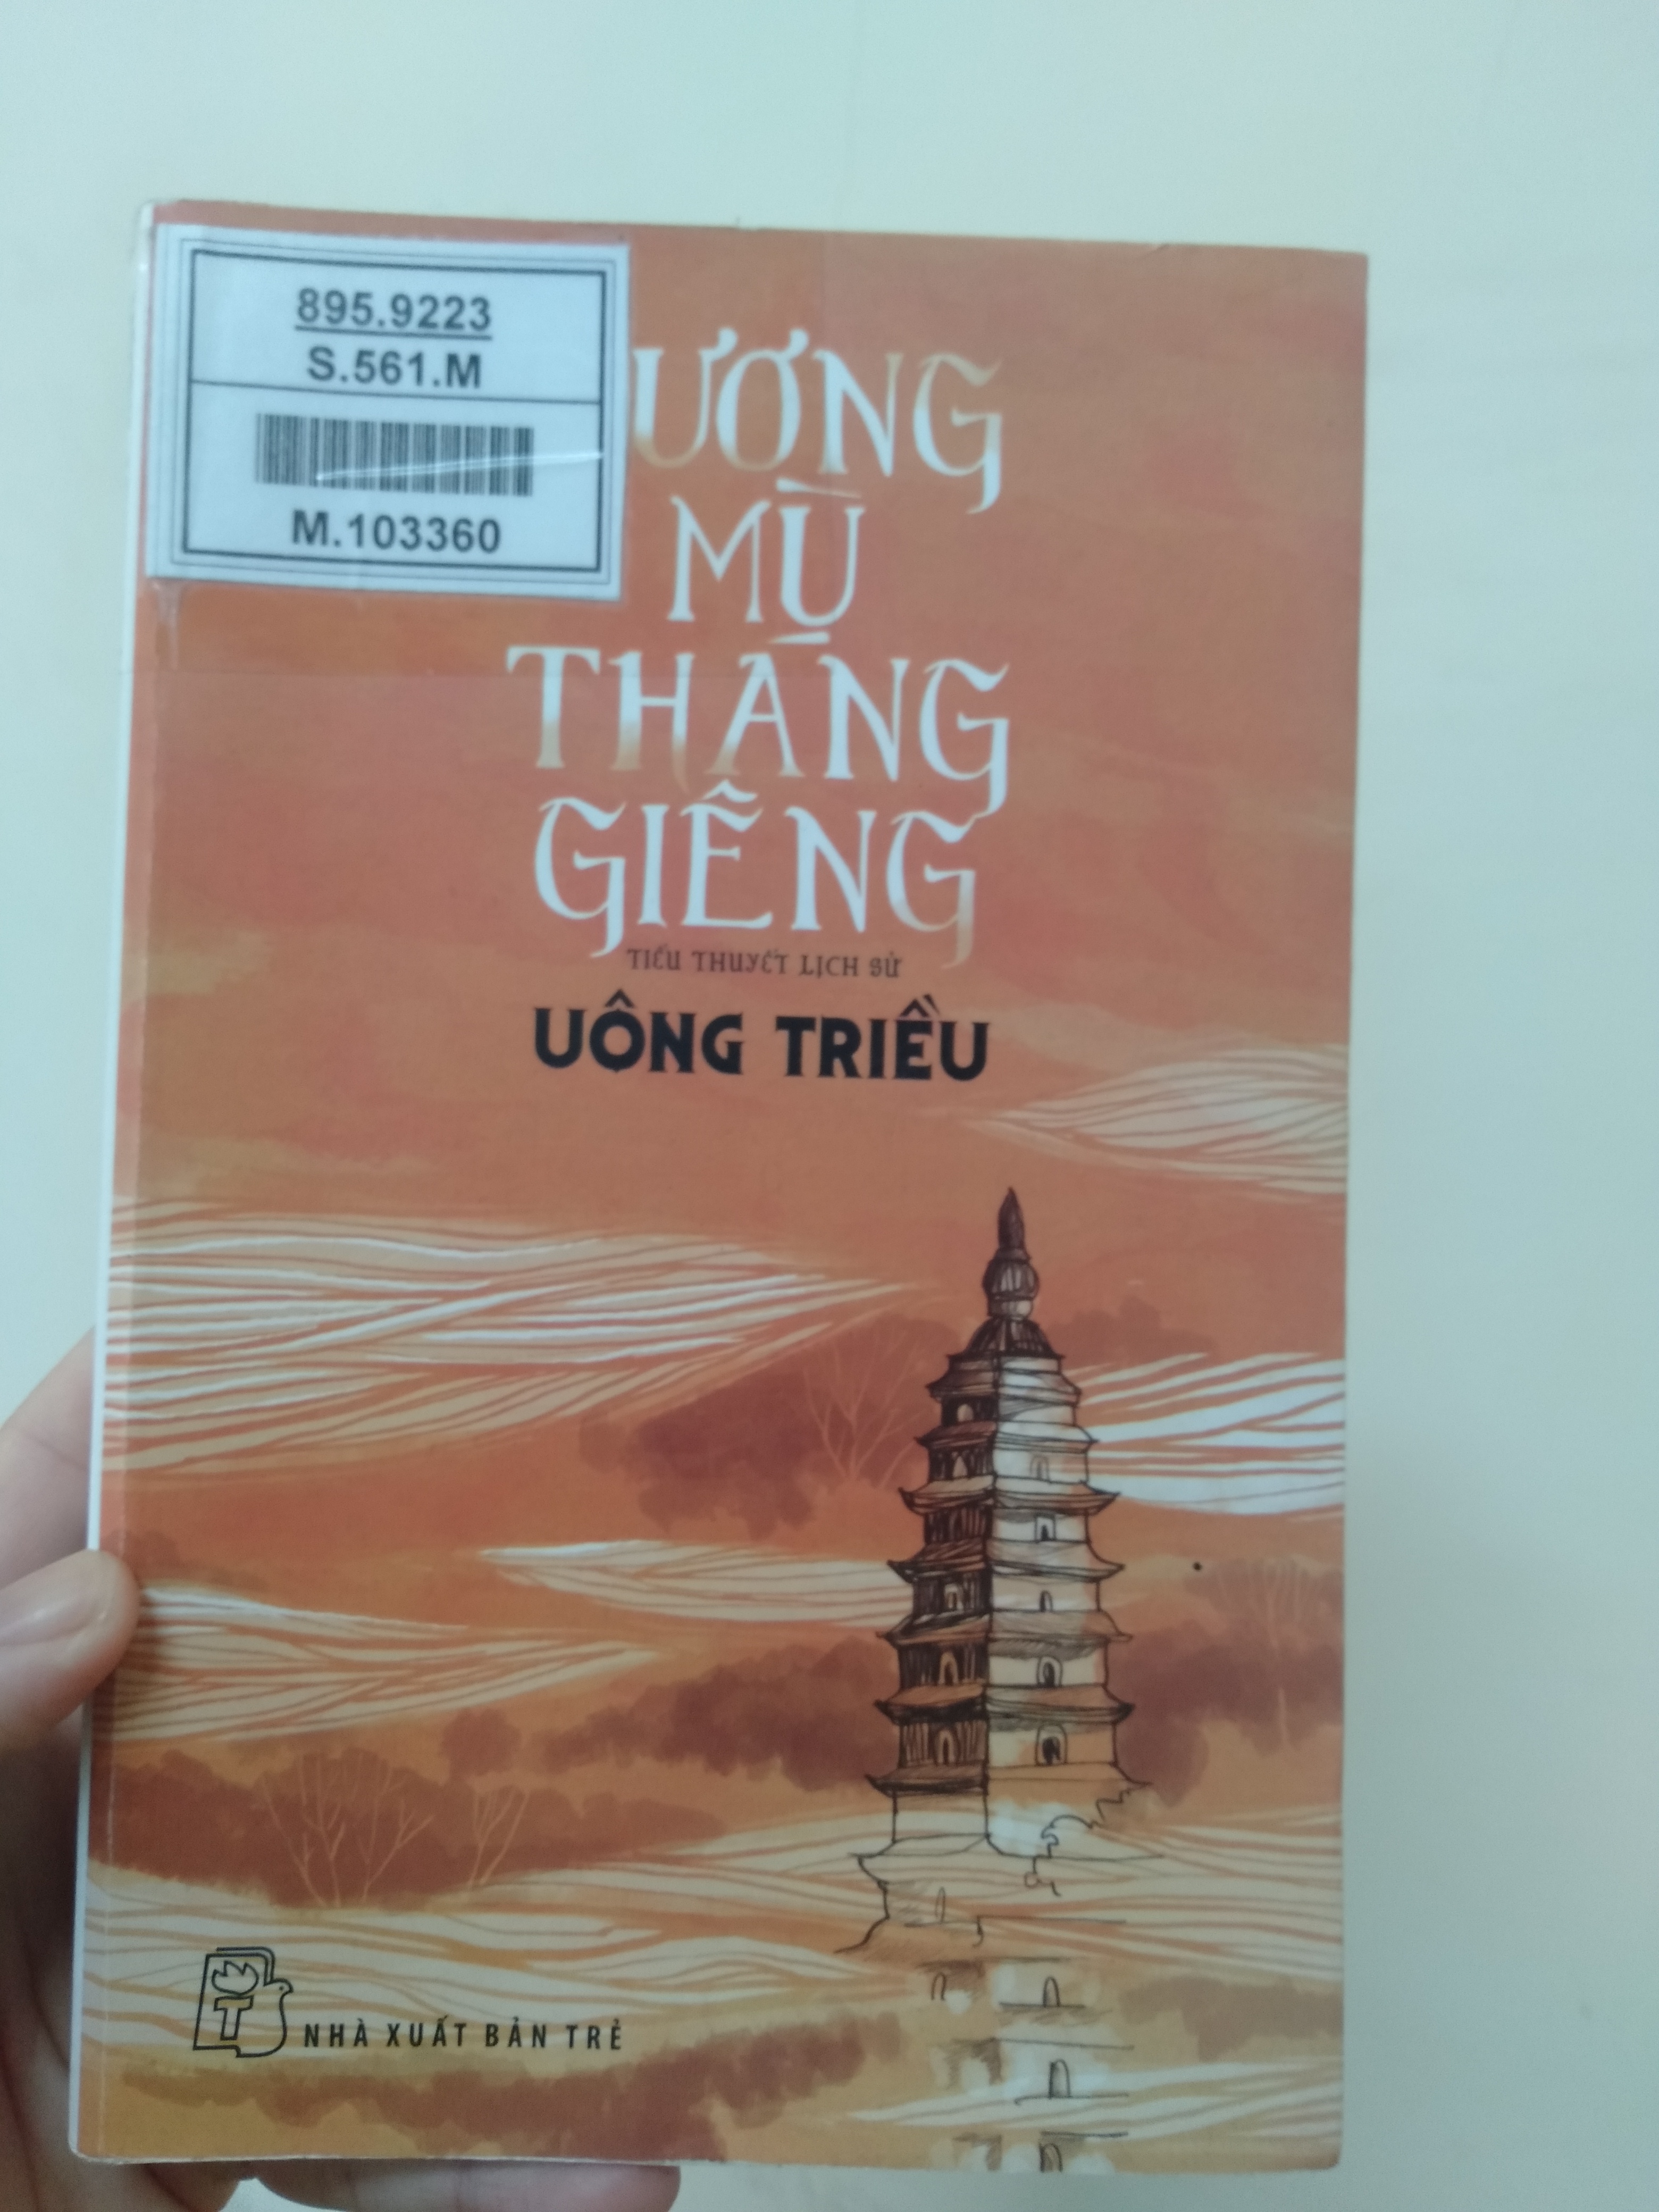 895.9223
S.561.M
M.103360
ƯƠNG
MÙ
THÁNG
GIÊNG
TIỂU THUYẾT LỊCH SỬ
UÔNG TRIỀU
T
NHÀ XUẤT BẢN TRẺ